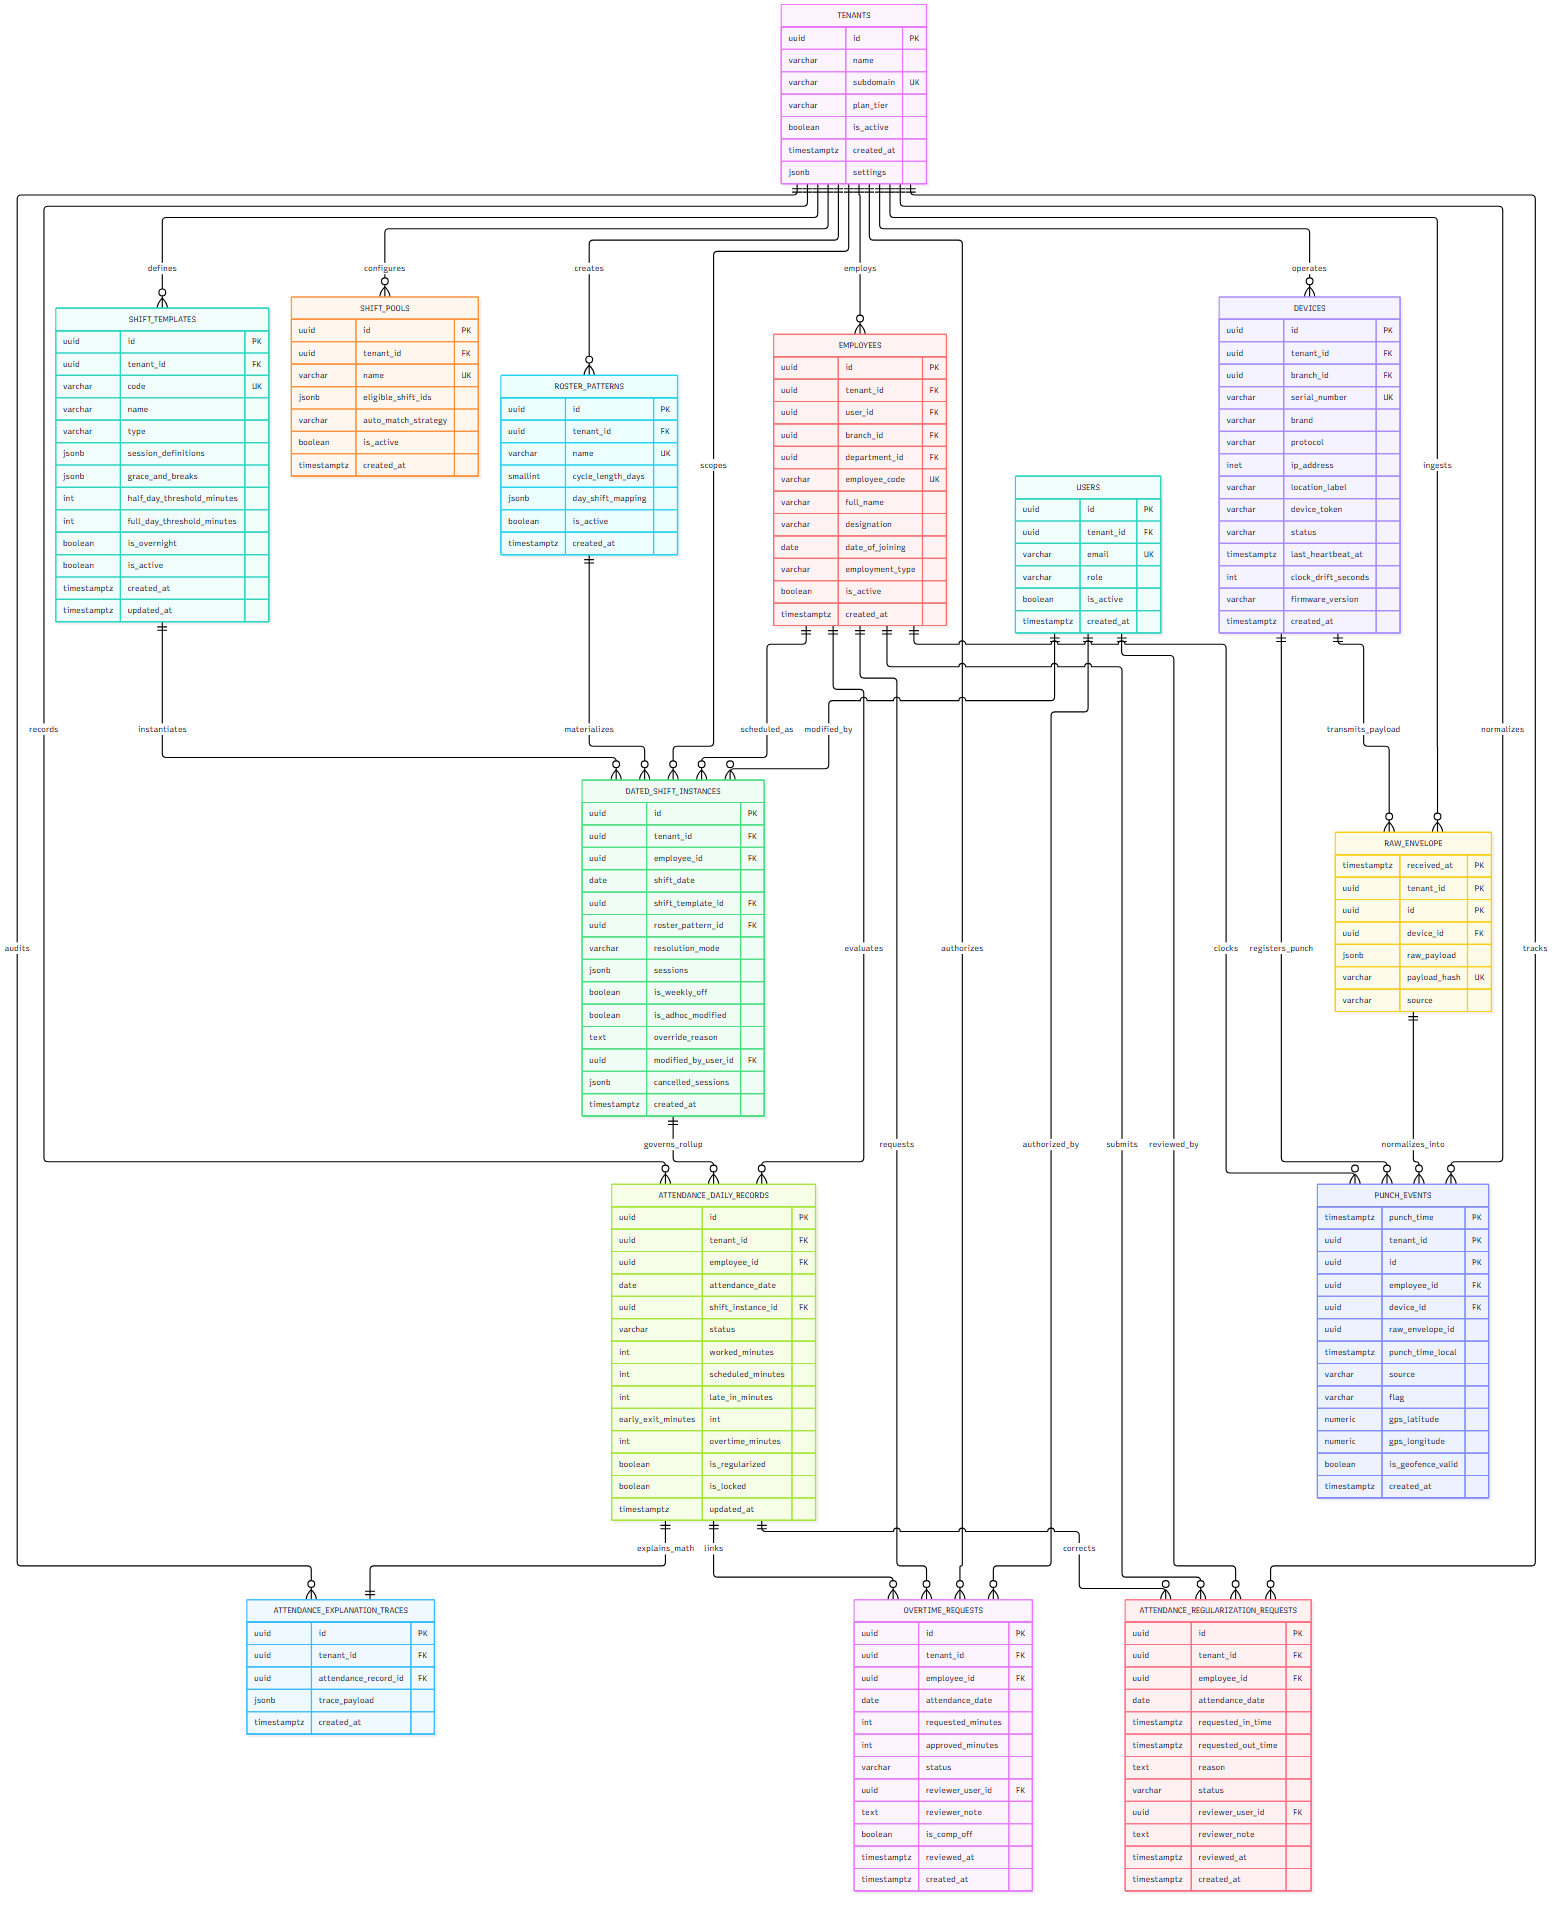 TENANTS
uuid id PK
varchar name
varchar subdomain UK
varchar plan_tier
boolean is_active
timestamptz created_at
jsonb settings
defines
configures
creates
employs
operates
SHIFT_TEMPLATES
uuid id PK
uuid tenant_id FK
varchar code UK
varchar name
varchar type
jsonb session_definitions
jsonb grace_and_breaks
int half_day_threshold_minutes
int full_day_threshold_minutes
boolean is_overnight
boolean is_active
timestamptz created_at
timestamptz updated_at
SHIFT_POOLS
uuid id PK
uuid tenant_id FK
varchar name UK
jsonb eligible_shift_ids
varchar auto_match_strategy
boolean is_active
timestamptz created_at
ROSTER_PATTERNS
uuid id PK
uuid tenant_id FK
varchar name UK
smallint cycle_length_days
jsonb day_shift_mapping
boolean is_active
timestamptz created_at
scopes
EMPLOYEES
uuid id PK
uuid tenant_id FK
uuid user_id FK
uuid branch_id FK
uuid department_id FK
varchar employee_code UK
varchar full_name
varchar designation
date date_of_joining
varchar employment_type
boolean is_active
timestamptz created_at
USERS
uuid id PK
uuid tenant_id FK
varchar email UK
varchar role
boolean is_active
timestamptz created_at
DEVICES
uuid id PK
uuid tenant_id FK
uuid branch_id FK
varchar serial_number UK
varchar brand
varchar protocol
inet ip_address
varchar location_label
varchar device_token
varchar status
timestamptz last_heartbeat_at
int clock_drift_seconds
varchar firmware_version
timestamptz created_at
ingests
records
instantiates
materializes
scheduled_as
modified_by
transmits_payload
normalizes
DATED_SHIFT_INSTANCES
uuid id PK
uuid tenant_id FK
uuid employee_id FK
date shift_date
uuid shift_template_id FK
uuid roster_pattern_id FK
varchar resolution_mode
jsonb sessions
boolean is_weekly_off
boolean is_adhoc_modified
text override_reason
uuid modified_by_user_id FK
jsonb cancelled_sessions
timestamptz created_at
RAW_ENVELOPE
timestamptz received_at PK
uuid tenant_id PK
uuid id PK
uuid device_id FK
jsonb raw_payload
varchar payload_hash UK
varchar source
audits
evaluates
authorizes
clocks
registers_punch
tracks
governs_rollup
requests
authorized_by
submits
reviewed_by
normalizes_into
ATTENDANCE_DAILY_RECORDS
uuid id PK
uuid tenant_id FK
uuid employee_id FK
date attendance_date
uuid shift_instance_id FK
varchar status
int worked_minutes
int scheduled_minutes
int late_in_minutes
early_exit_minutes int
int overtime_minutes
boolean is_regularized
boolean is_locked
timestamptz updated_at
PUNCH_EVENTS
timestamptz punch_time PK
uuid tenant_id PK
uuid id PK
uuid employee_id FK
uuid device_id FK
uuid raw_envelope_id
timestamptz punch_time_local
varchar source
varchar flag
numeric gps_latitude
numeric gps_longitude
boolean is_geofence_valid
timestamptz created_at
explains_math
links
corrects
ATTENDANCE_EXPLANATION_TRACES
uuid id PK
uuid tenant_id FK
uuid attendance_record_id FK
jsonb trace_payload
timestamptz created_at
OVERTIME_REQUESTS
uuid id PK
uuid tenant_id FK
uuid employee_id FK
date attendance_date
int requested_minutes
int approved_minutes
varchar status
uuid reviewer_user_id FK
text reviewer_note
boolean is_comp_off
timestamptz reviewed_at
timestamptz created_at
ATTENDANCE_REGULARIZATION_REQUESTS
uuid id PK
uuid tenant_id FK
uuid employee_id FK
date attendance_date
timestamptz requested_in_time
timestamptz requested_out_time
text reason
varchar status
uuid reviewer_user_id FK
text reviewer_note
timestamptz reviewed_at
timestamptz created_at